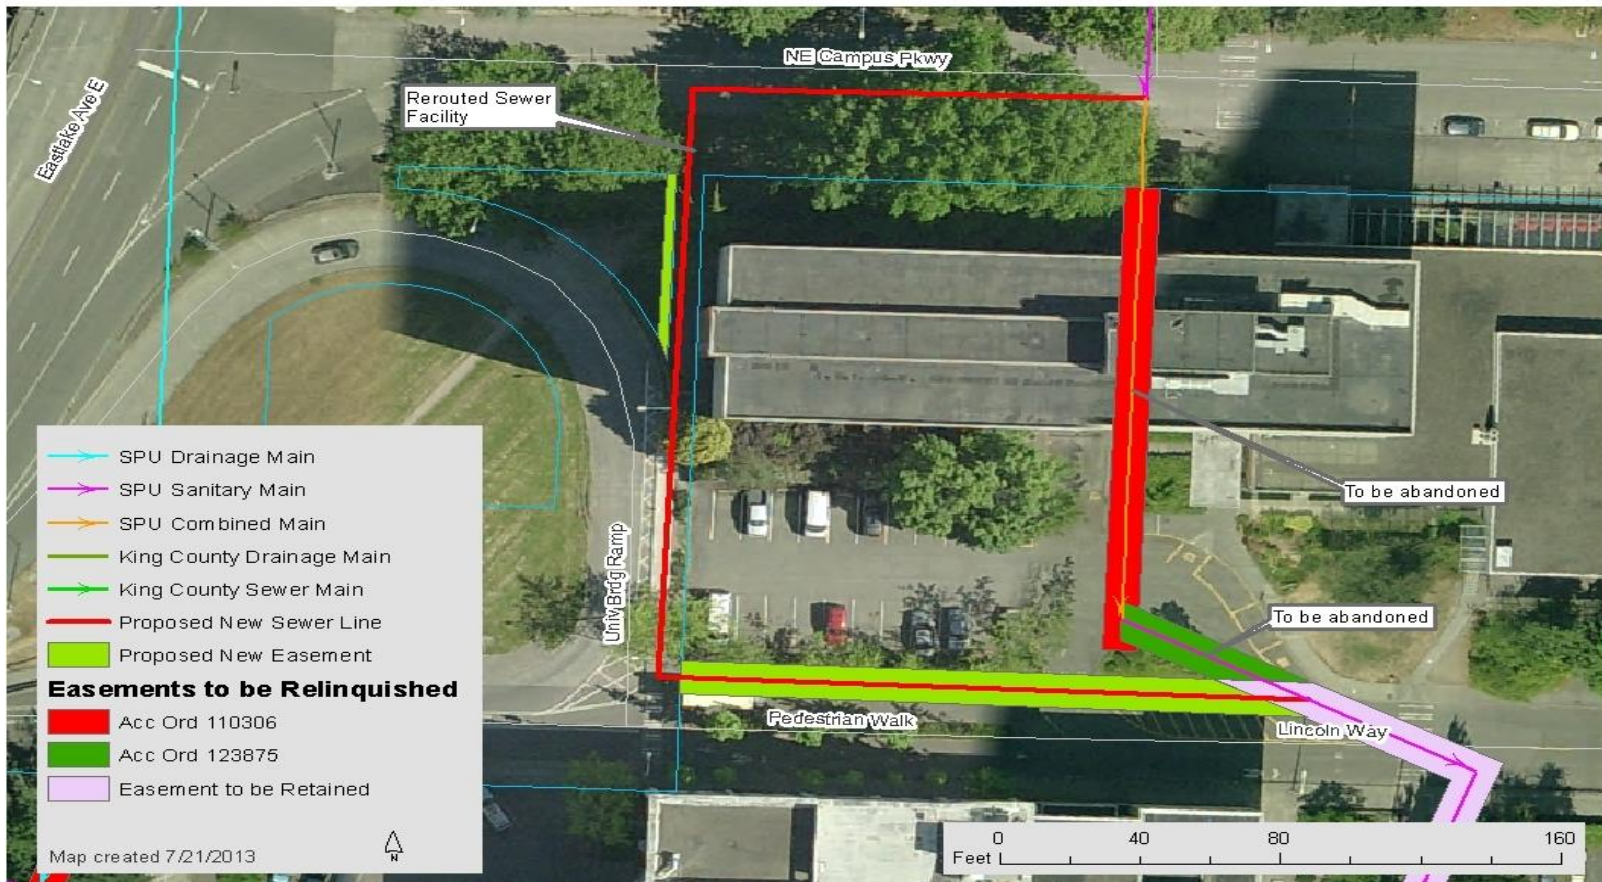 NE Campus Pkwy
Eastlake Ave E
Rerouted Sewer
Facility
To be abandoned
Univ Brdg Ramp
To be abandoned
Pedestrian Walk
Lincoln Way
SPU Drainage Main
SPU Sanitary Main
SPU Combined Main
King County Drainage Main
King County Sewer Main
Proposed New Sewer Line
Proposed New Easement
Easements to be Relinquished
Acc Ord 110306
Acc Ord 123875
Easement to be Retained
Map created 7/21/2013
N
0 40 80 160
Feet